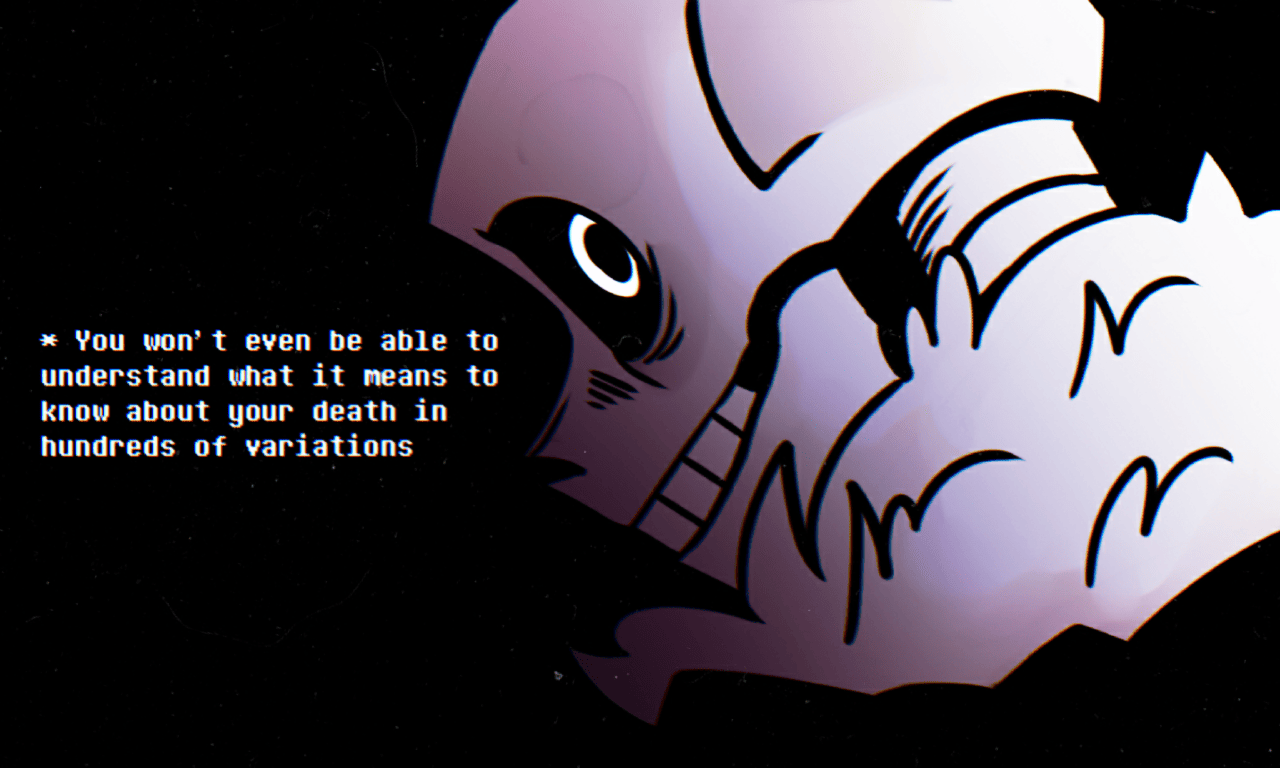 * You won't even be able to
understand what it means to
know about your death in
hundreds of variations